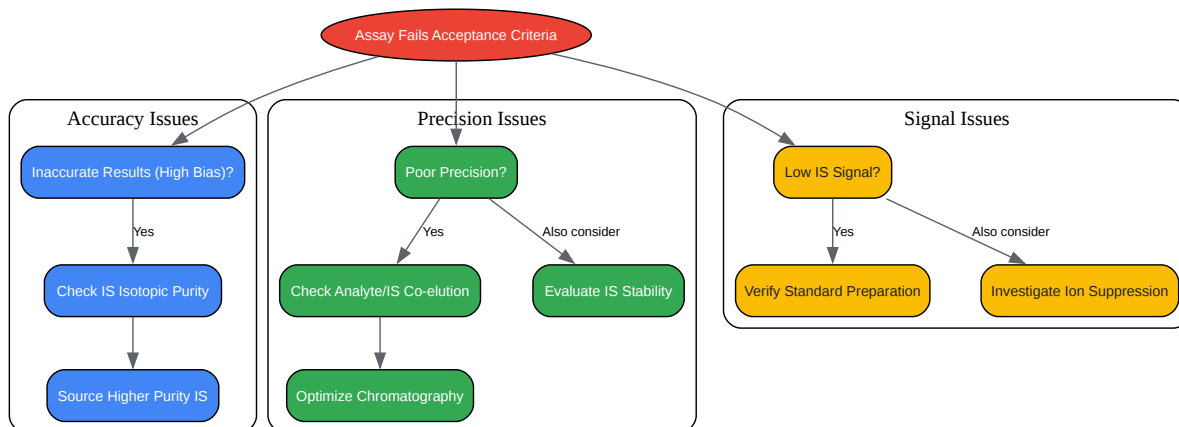 Assay Fails Acceptance Criteria
Accuracy Issues
Precision Issues
Signal Issues
Inaccurate Results (High Bias)?
Poor Precision?
Low IS Signal?
Yes
Yes
Also consider
Yes
Also consider
Check IS Isotopic Purity
Check Analyte/IS Co-elution
Evaluate IS Stability
Verify Standard Preparation
Investigate Ion Suppression
Source Higher Purity IS
Optimize Chromatography